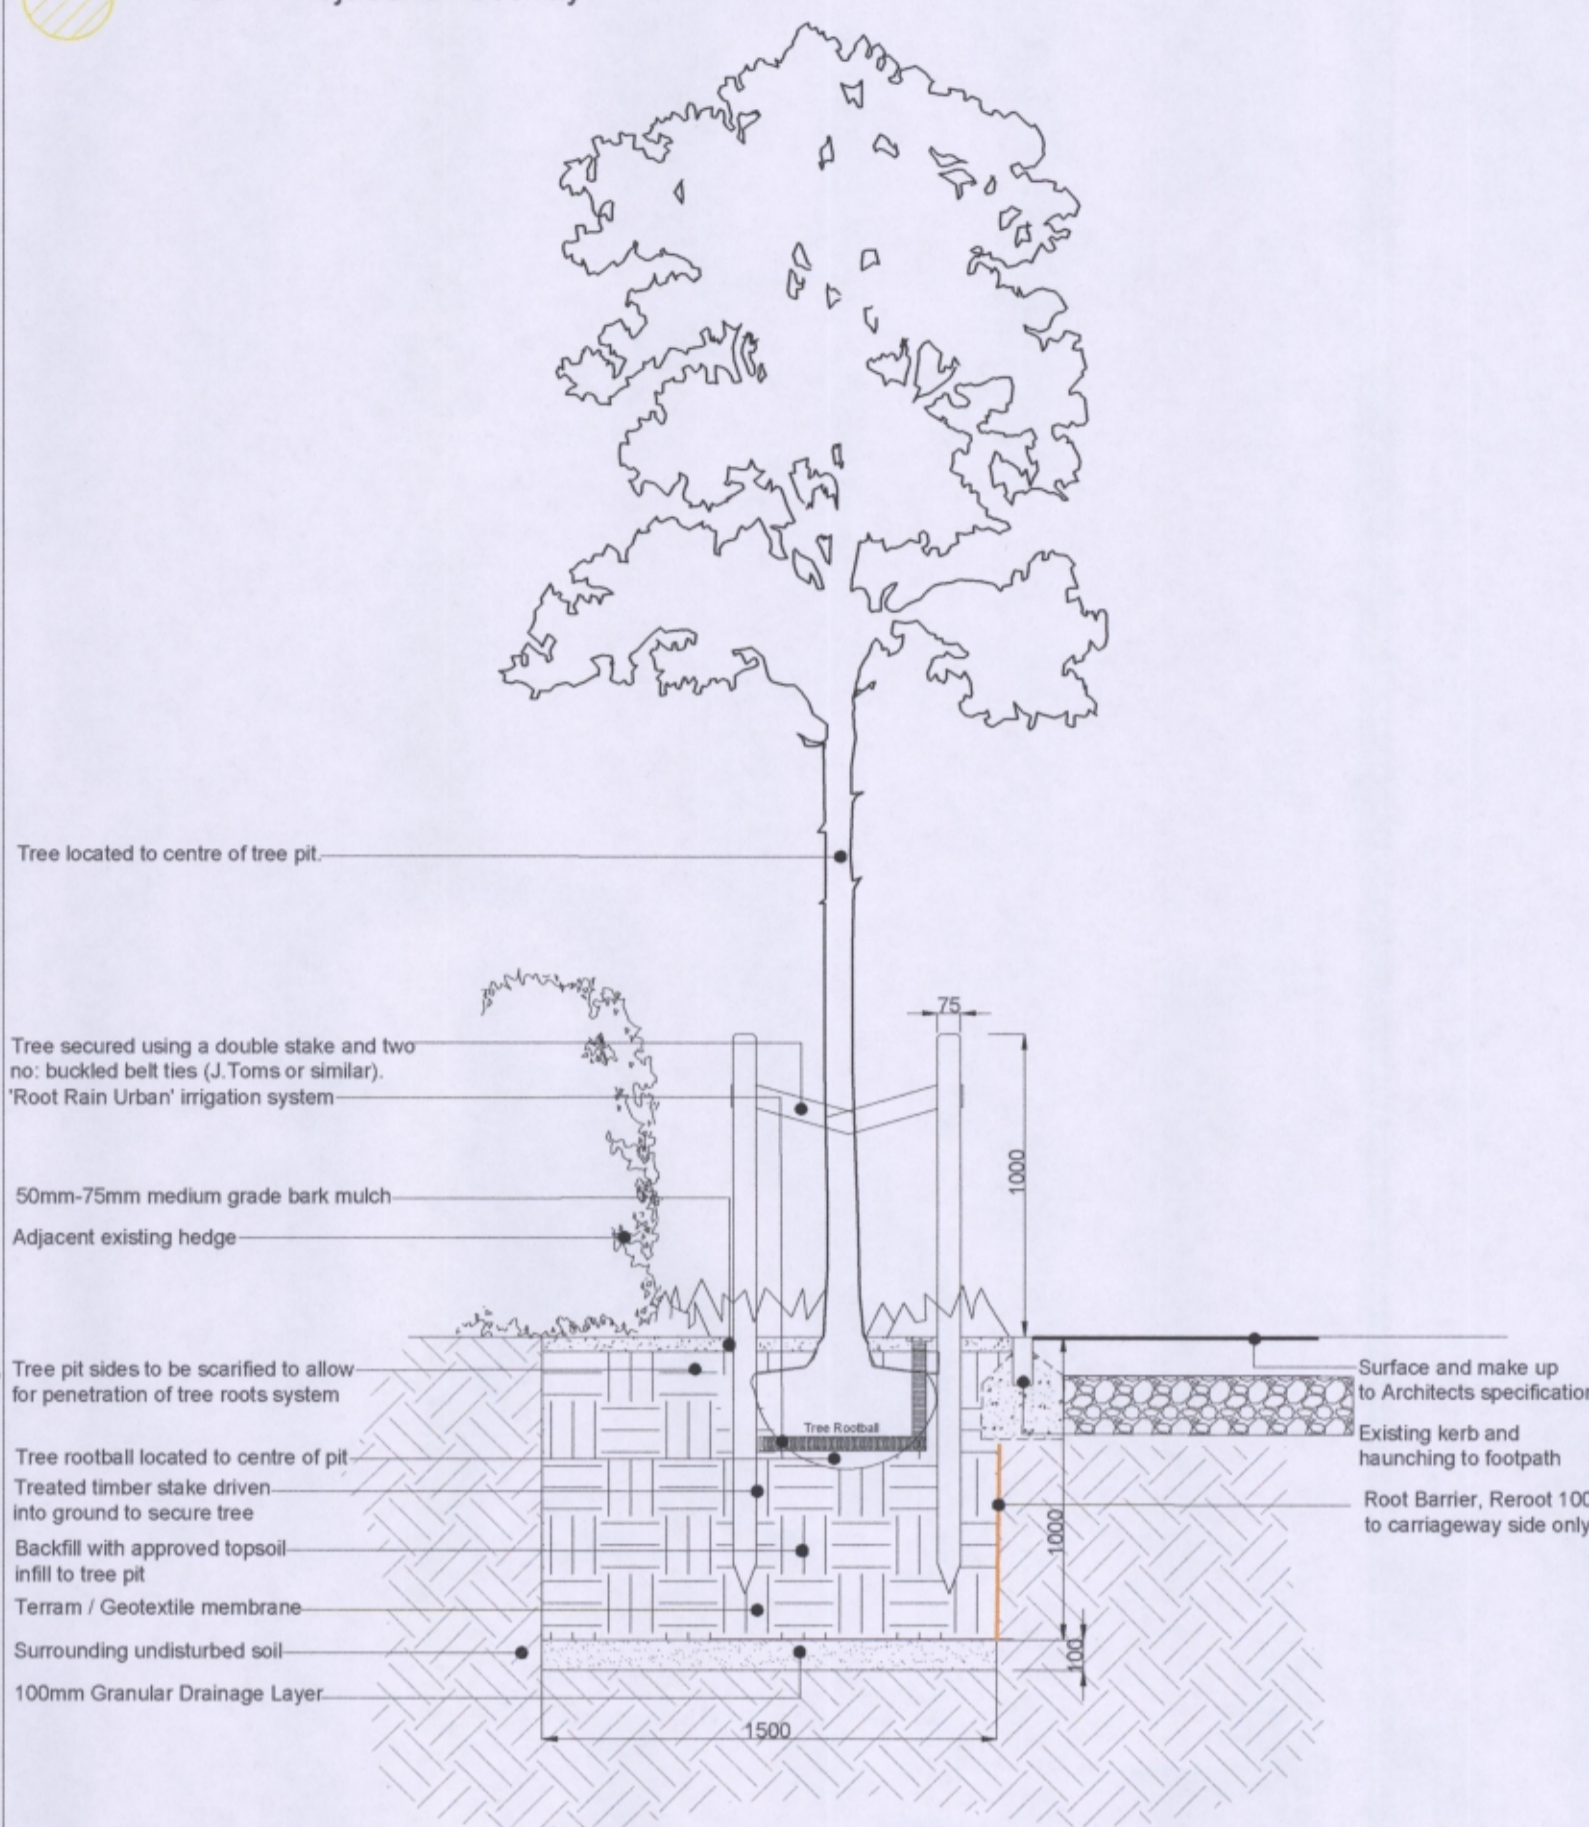 Tree located to centre of tree pit.
75
Tree secured using a double stake and two
no: buckled belt ties (J.Toms or similar).
'Root Rain Urban' irrigation system
1000
50mm-75mm medium grade bark mulch
Adjacent existing hedge
Tree pit sides to be scarified to allow
for penetration of tree roots system
Surface and make up
to Architects specification
Tree Rootball
Existing kerb and
haunching to footpath
Tree rootball located to centre of pit
Treated timber stake driven
into ground to secure tree
Root Barrier, Reroot 100
to carriageway side only
1000
Backfill with approved topsoil
infill to tree pit
Terram / Geotextile membrane
Surrounding undisturbed soil
100
100mm Granular Drainage Layer
1500